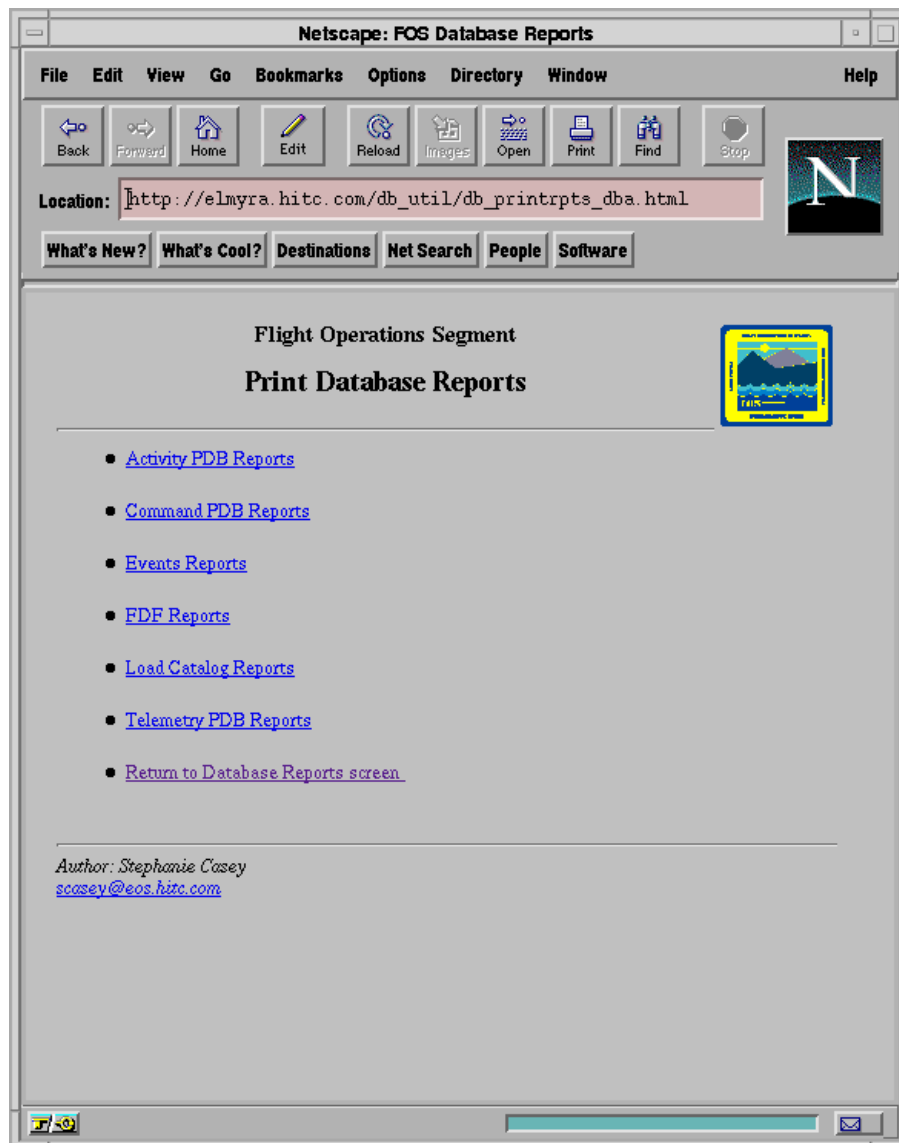 Netscape: FOS Database Reports
File Edit View Go Bookmarks Options Directory Window Help
Back Forward Home Edit Reload Images Open Print Find Stop
N
Location: http://elmyra.hitc.com/db_util/db_printrpts_dba.html
What's New? What's Cool? Destinations Net Search People Software
Flight Operations Segment
Print Database Reports
Activity PDB Reports
Command PDB Reports
Events Reports
FDF Reports
Load Catalog Reports
Telemetry PDB Reports
Return to Database Reports screen
Author: Stephanie Casey
scasey@eos.hitc.com